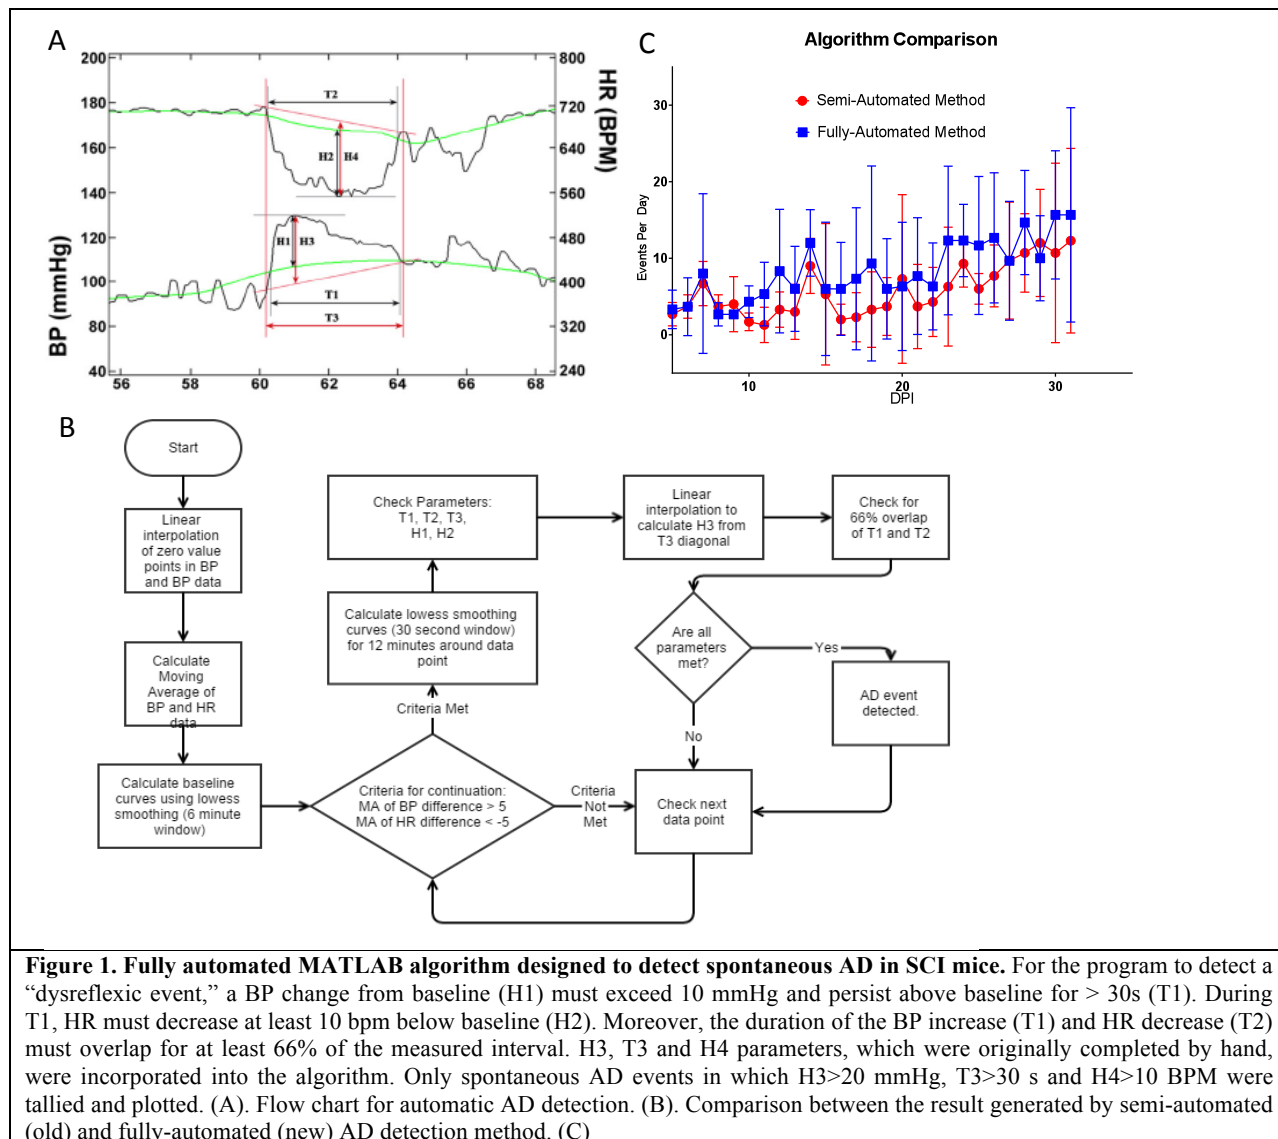 A
200
180
160
140
120
100
80
40
BP (mmHg)
800
720
640
560
480
400
320
240
HR (BPM)
T2
H2
H4
H1
H3
T1
T3
56
58
60
62
64
66
68
C
Algorithm Comparison
Semi-Automated Method
Fully-Automated Method
30
20
10
0
Events Per Day
10
20
30
DPI
B
Start
Linear
interpolation
of zero value
points in BP
and BP data
Calculate
Moving
Average of
BP and HR
data
Calculate baseline
curves using lowess
smoothing (6 minute
window)
Criteria for continuation:
MA of BP difference > 5
MA of HR difference < -5
Criteria Met
Criteria
Not
Met
Calculate lowess smoothing
curves (30 second window)
for 12 minutes around data
point
Check Parameters:
T1, T2, T3,
H1, H2
Linear
interpolation to
calculate H3 from
T3 diagonal
Check for
66% overlap
of T1 and T2
Are all
parameters
met?
Yes
No
AD event
detected.
Check next
data point
Figure 1. Fully automated MATLAB algorithm designed to detect spontaneous AD in SCI mice. For the program to detect a
“dysreflexic event,” a BP change from baseline (H1) must exceed 10 mmHg and persist above baseline for > 30s (T1). During
T1, HR must decrease at least 10 bpm below baseline (H2). Moreover, the duration of the BP increase (T1) and HR decrease (T2)
must overlap for at least 66% of the measured interval. H3, T3 and H4 parameters, which were originally completed by hand,
were incorporated into the algorithm. Only spontaneous AD events in which H3>20 mmHg, T3>30 s and H4>10 BPM were
tallied and plotted. (A). Flow chart for automatic AD detection. (B). Comparison between the result generated by semi-automated
(old) and fully-automated (new) AD detection method. (C)